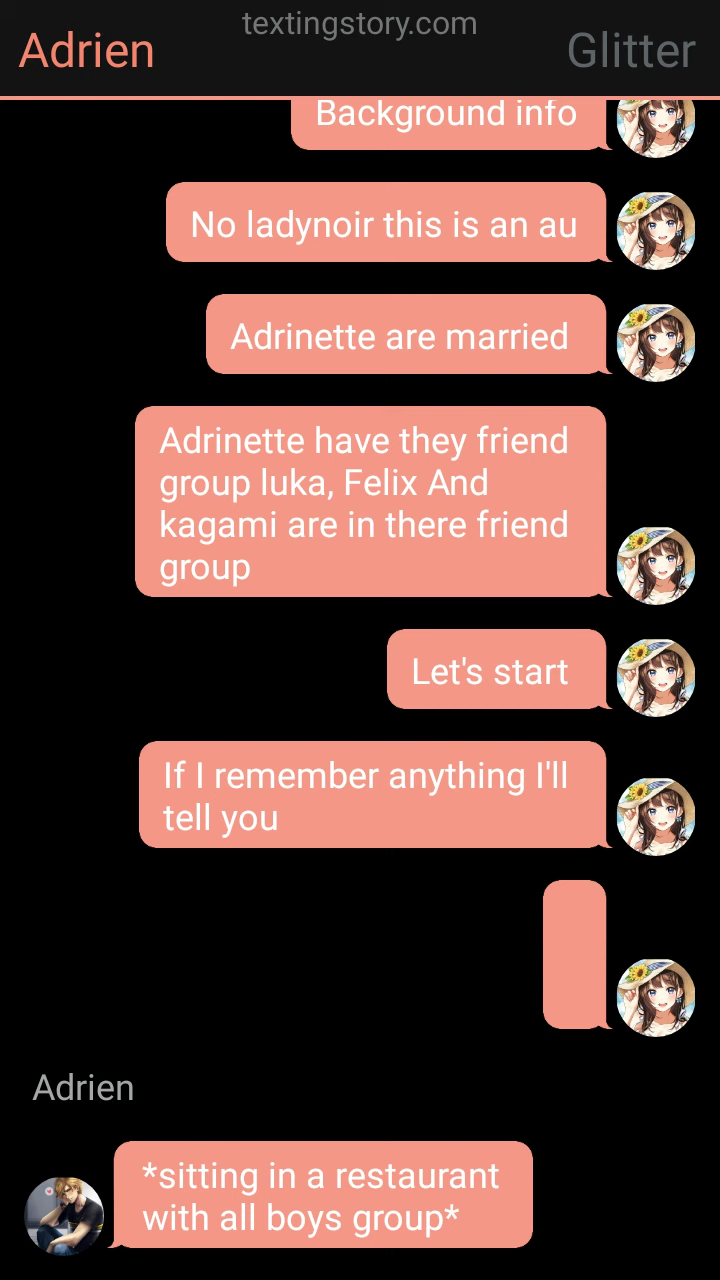 textingstory.com
Adrien
Glitter
Background info
No ladynoir this is an au
Adrinette are married
Adrinette have they friend
group luka, Felix And
kagami are in there friend
group
Let's start
If I remember anything I'll
tell you
Adrien
*sitting in a restaurant
with all boys group*